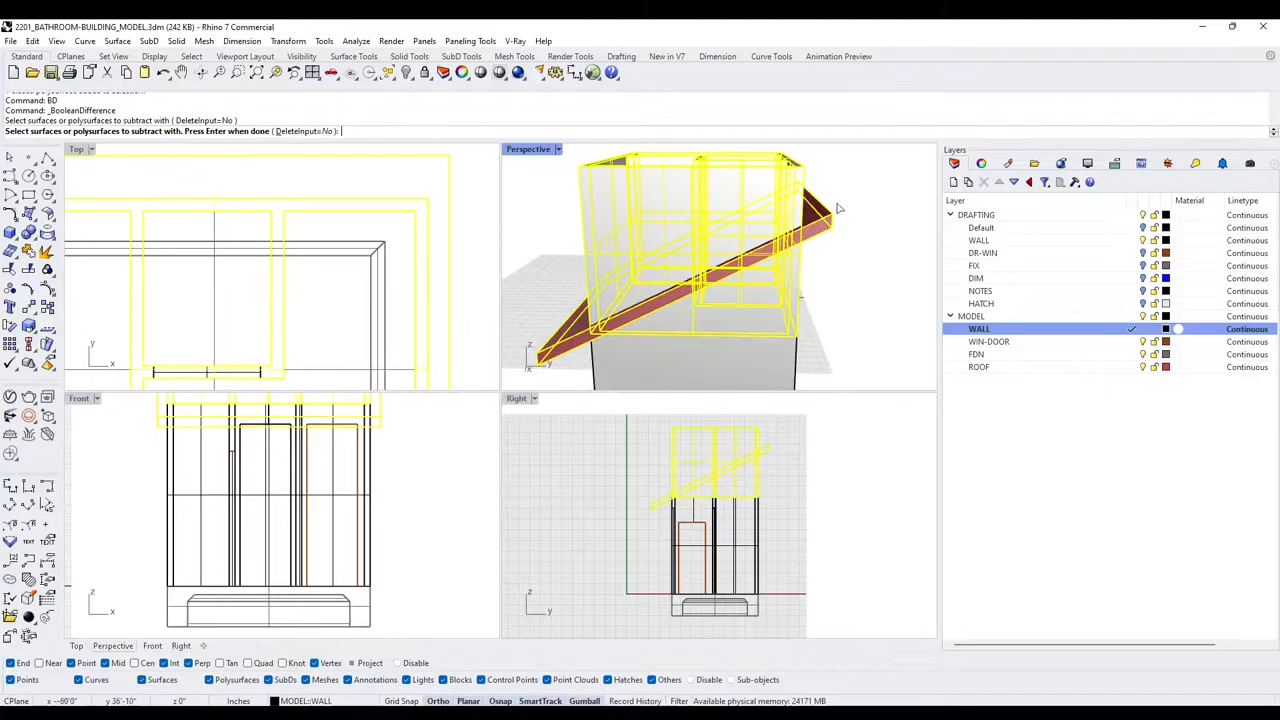 2201_BATHROOM-BUILDING_MODEL.3dm (242 KB) - Rhino 7 Commercial
File Edit View Curve Surface SubD Solid Mesh Dimension Transform Tools Analyze Render Panels Paneling Tools V-Ray Help
Standard CPlanes Set View Display Select Viewport Layout Visibility Surface Tools Solid Tools SubD Tools Mesh Tools Render Tools Drafting New in V7 Dimension Curve Tools Animation Preview
Command: BD
Command: _BooleanDifference
Select surfaces or polysurfaces to subtract with ( DeleteInput=No )
Select surfaces or polysurfaces to subtract with. Press Enter when done ( DeleteInput=No ):
Top
Perspective
Layers
Layer Material Linetype
DRAFTING Continuous
Default Continuous
WALL Continuous
DR-WIN Continuous
FIX Continuous
DIM Continuous
NOTES Continuous
HATCH Continuous
MODEL Continuous
WALL Continuous
WIN-DOOR Continuous
FDN Continuous
ROOF Continuous
y
x
z
y
x
Front
Right
z
x
z
y
TEXT
Top Perspective Front Right
End Near Point Mid Cen Int Perp Tan Quad Knot Vertex Project Disable
Points Curves Surfaces Polysurfaces SubDs Meshes Annotations Lights Blocks Control Points Point Clouds Hatches Others Disable Sub-objects
CPlane x --60'0" y 36'-10" z 0" Inches MODEL::WALL Grid Snap Ortho Planar Osnap SmartTrack Gumball Record History Filter Available physical memory: 24171 MB